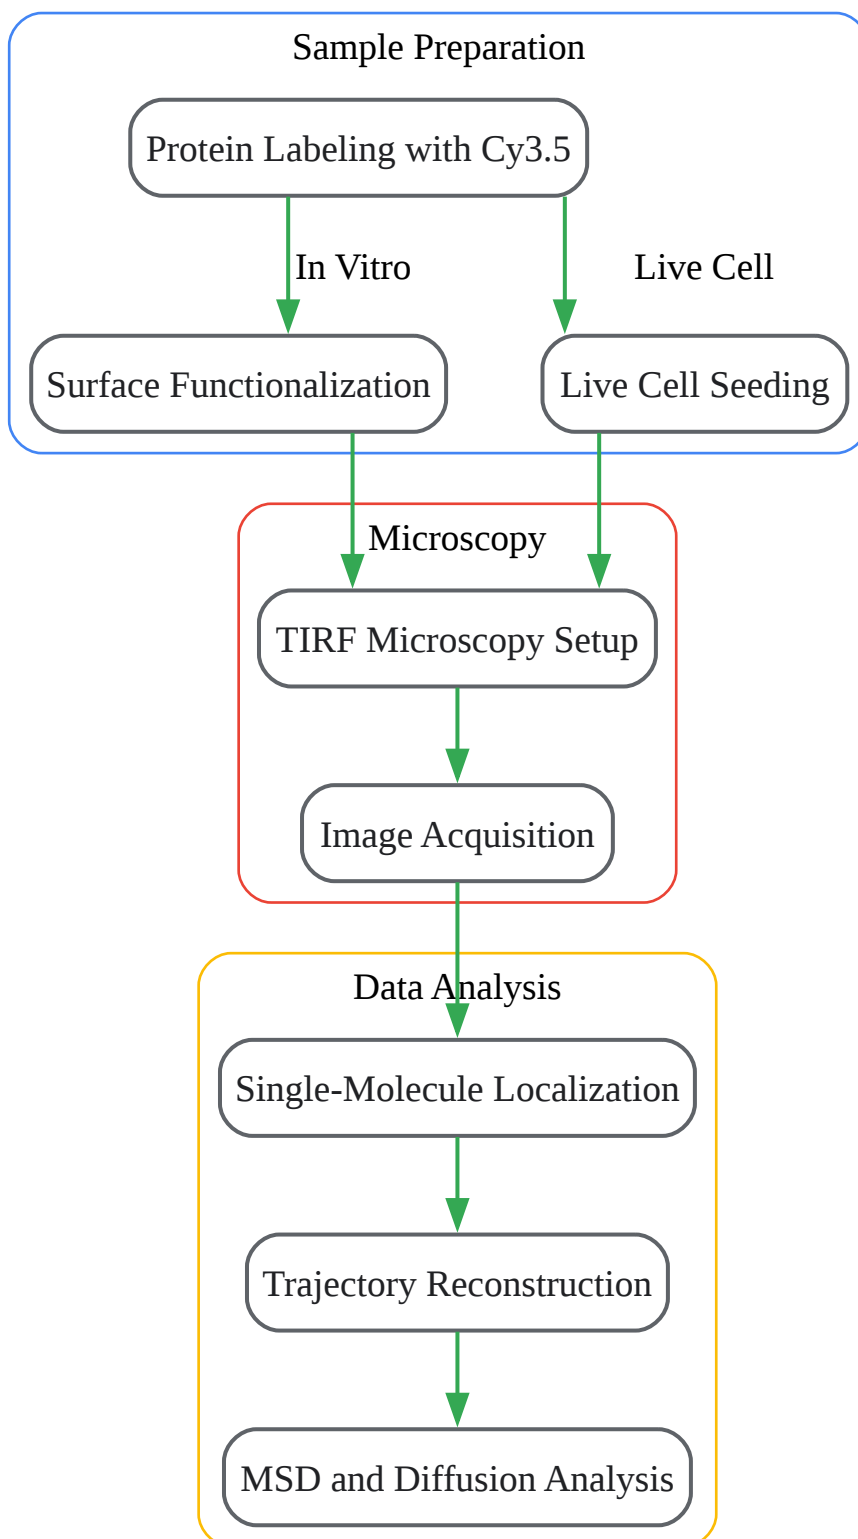 Sample Preparation
Protein Labeling with Cy3.5
In Vitro
Live Cell
Surface Functionalization
Live Cell Seeding
Microscopy
TIRF Microscopy Setup
Image Acquisition
Data Analysis
Single-Molecule Localization
Trajectory Reconstruction
MSD and Diffusion Analysis